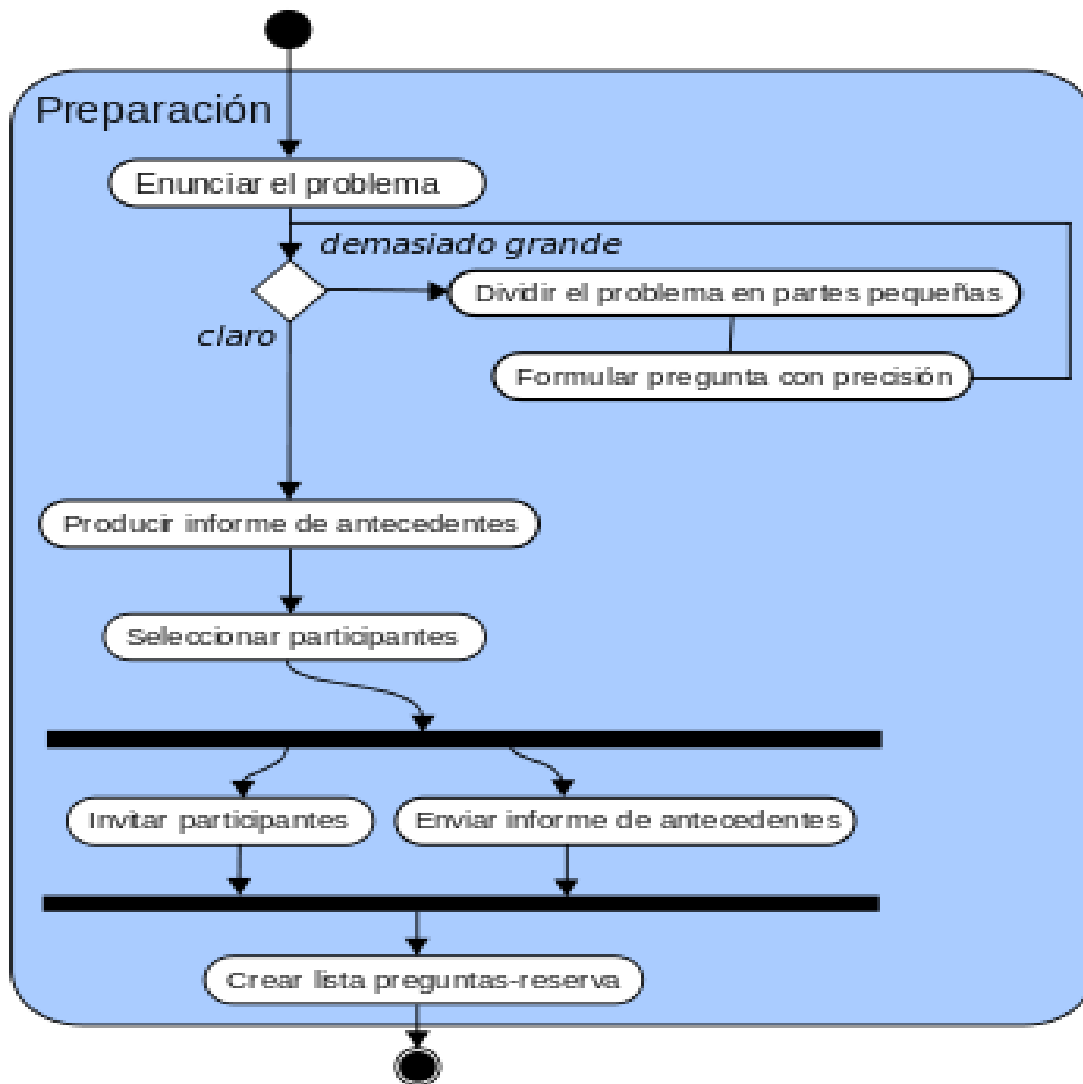 Preparación
Enunciar el problema
demasiado grande
Dividir el problema en partes pequeñas
claro
Formular pregunta con precisión
Producir informe de antecedentes
Seleccionar participantes
Invitar participantes
Enviar informe de antecedentes
Crear lista preguntas-reserva